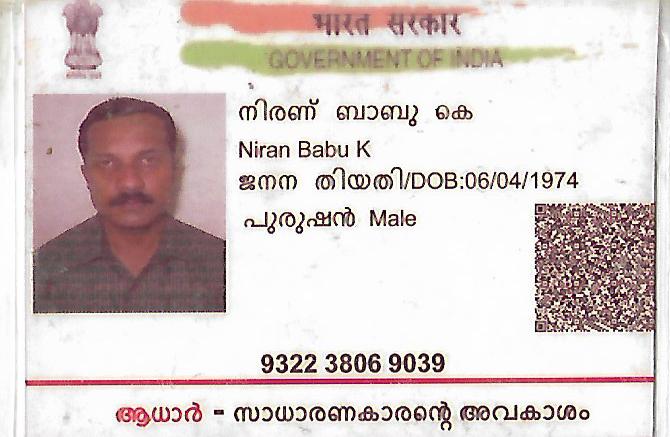 भारत सरकार
GOVERNMENT OF INDIA
നിരണ് ബാബു കെ
Niran Babu K
ജനന തിയതി/DOB:06/04/1974
പുരുഷൻ Male
9322 3806 9039
ആധാർ - സാധാരണകാരന്റെ അവകാശം